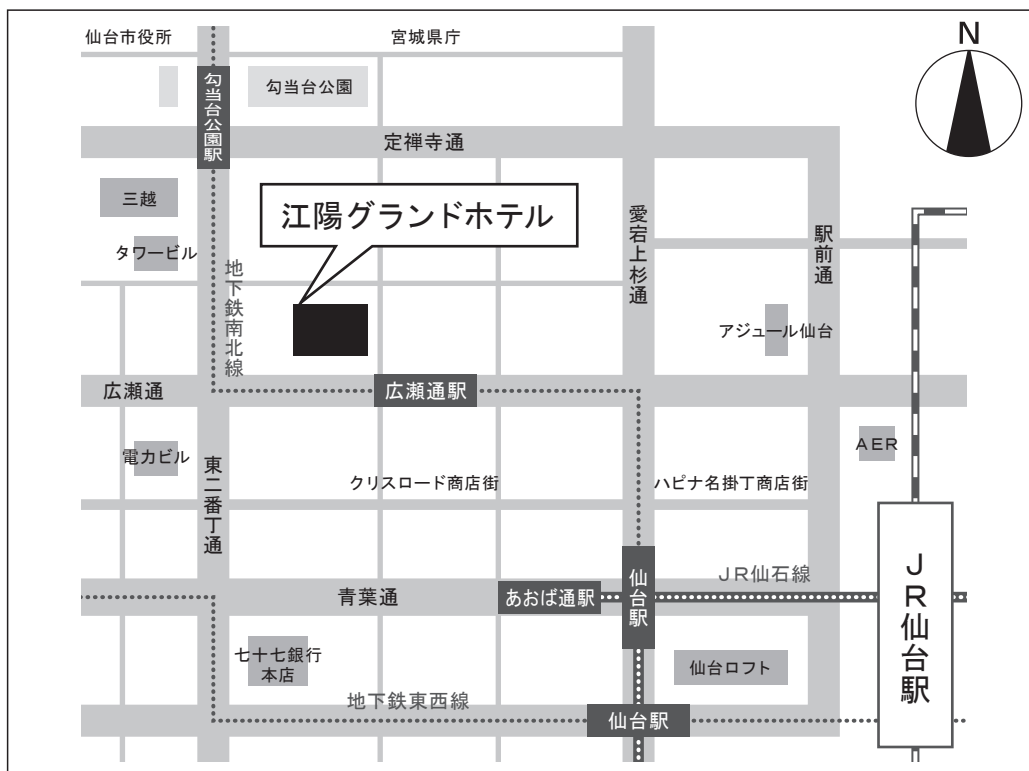 仙台市役所
宮城県庁
N
勾当台公園駅
勾当台公園
定禅寺通
三越
江陽グランドホテル
愛宕上杉通
駅前通
タワービル
地下鉄南北線
アジュール仙台
広瀬通
広瀬通駅
AER
電力ビル
東二番丁通
クリスロード商店街
ハピナ名掛丁商店街
JR仙石線
JR仙台駅
仙台駅
あおば通駅
青葉通
七十七銀行
本店
仙台ロフト
地下鉄東西線
仙台駅